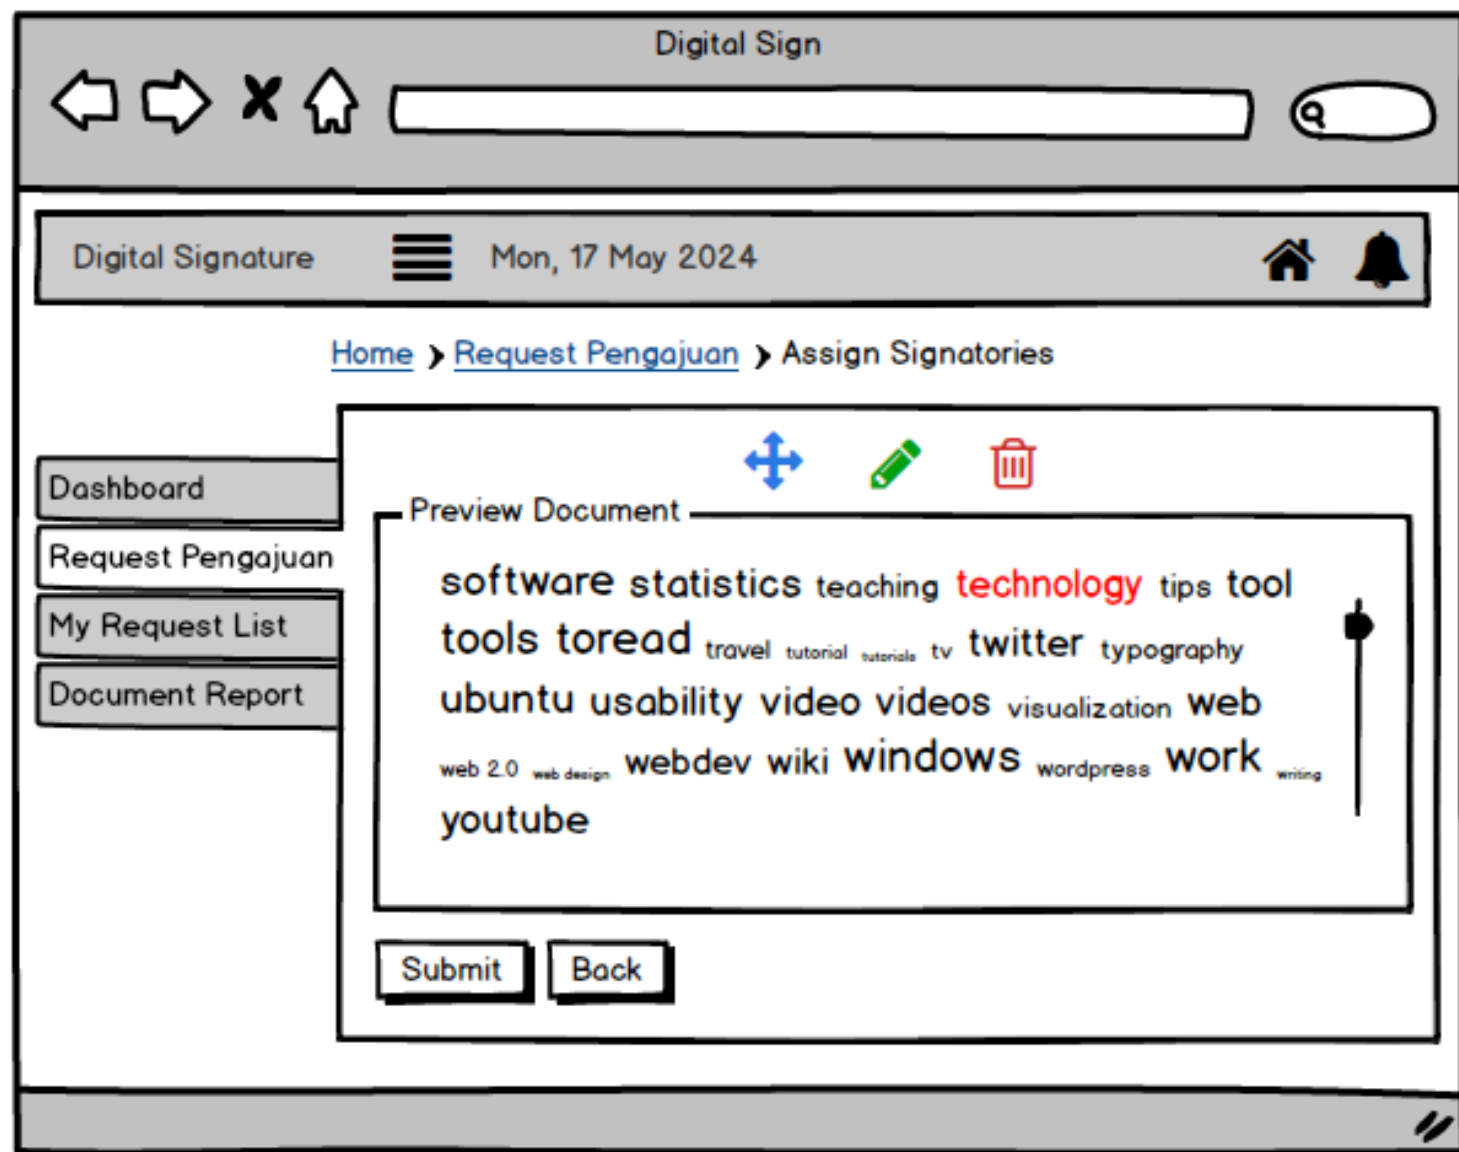 Digital Sign
Digital Signature Mon, 17 May 2024
Home Request Pengajuan Assign Signatories
Dashboard
Request Pengajuan
My Request List
Document Report
Preview Document
software statistics teaching technology tips tool
tools toread travel tutorial tutorials tv twitter typography
ubuntu usability video videos visualization web
web 2.0 web design webdev wiki windows wordpress work writing
youtube
Submit Back